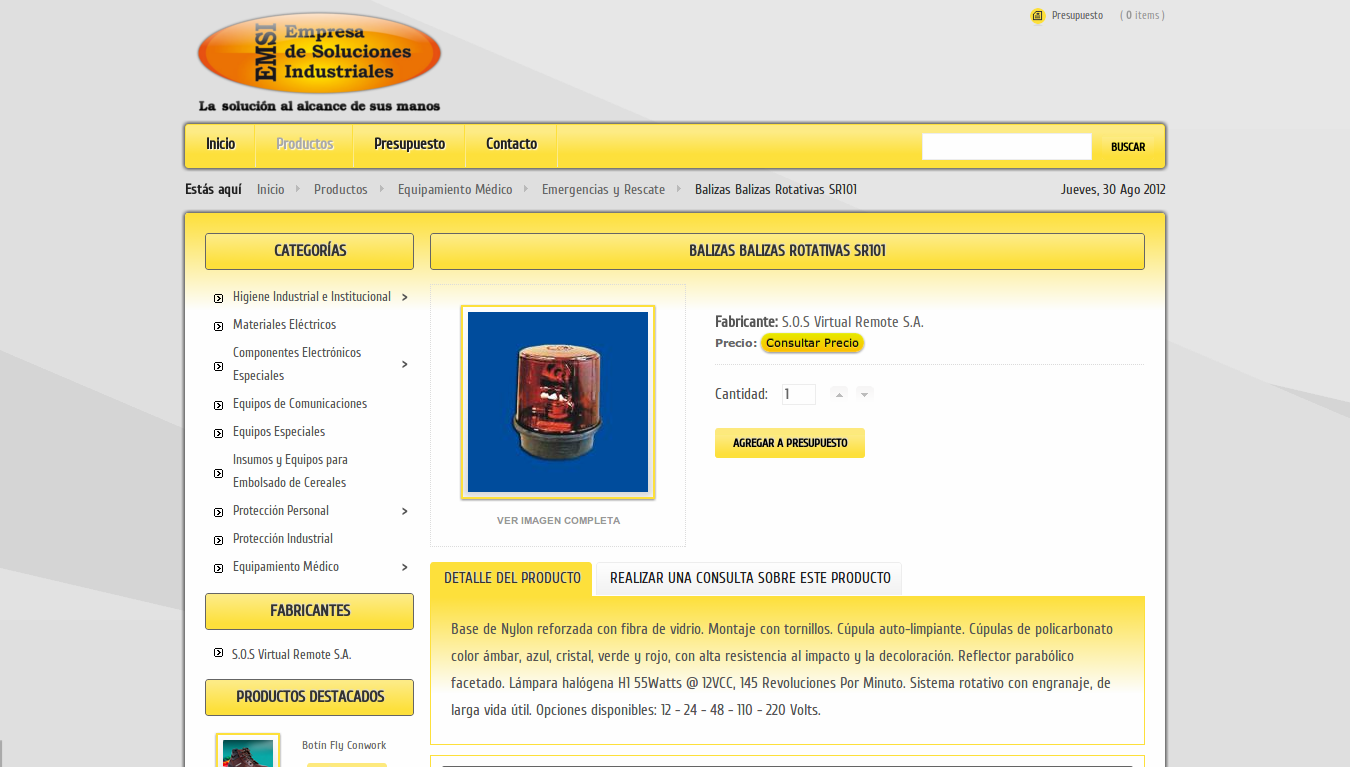 Presupuesto ( 0 items )
EMSI
Empresa
de Soluciones
Industriales
La solución al alcance de sus manos
Inicio Productos Presupuesto Contacto BUSCAR
Estás aquí Inicio Productos Equipamiento Médico Emergencias y Rescate Balizas Balizas Rotativas SR101 Jueves, 30 Ago 2012
CATEGORÍAS
Higiene Industrial e Institucional >
Materiales Eléctricos
Componentes Electrónicos
Especiales >
Equipos de Comunicaciones
Equipos Especiales
Insumos y Equipos para
Embolsado de Cereales
Protección Personal >
Protección Industrial
Equipamiento Médico >
FABRICANTES
S.O.S Virtual Remote S.A.
PRODUCTOS DESTACADOS
Botín Fly Conwork
BALIZAS BALIZAS ROTATIVAS SR101
VER IMAGEN COMPLETA
Fabricante: S.O.S Virtual Remote S.A.
Precio: Consultar Precio
Cantidad: 1
AGREGAR A PRESUPUESTO
DETALLE DEL PRODUCTO REALIZAR UNA CONSULTA SOBRE ESTE PRODUCTO
Base de Nylon reforzada con fibra de vidrio. Montaje con tornillos. Cúpula auto-limpiante. Cúpulas de policarbonato
color ámbar, azul, cristal, verde y rojo, con alta resistencia al impacto y la decoloración. Reflector parabólico
facetado. Lámpara halógena H1 55Watts @ 12VCC, 145 Revoluciones Por Minuto. Sistema rotativo con engranaje, de
larga vida útil. Opciones disponibles: 12 - 24 - 48 - 110 - 220 Volts.